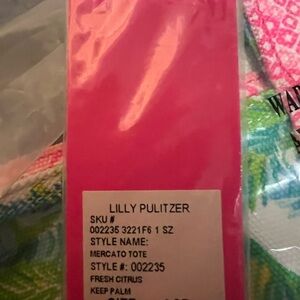 LILLY PULITZER
SKU #
002235 3221F6 1 SZ
STYLE NAME:
MERCATO TOTE
STYLE #: 002235
FRESH CITRUS
KEEP PALM